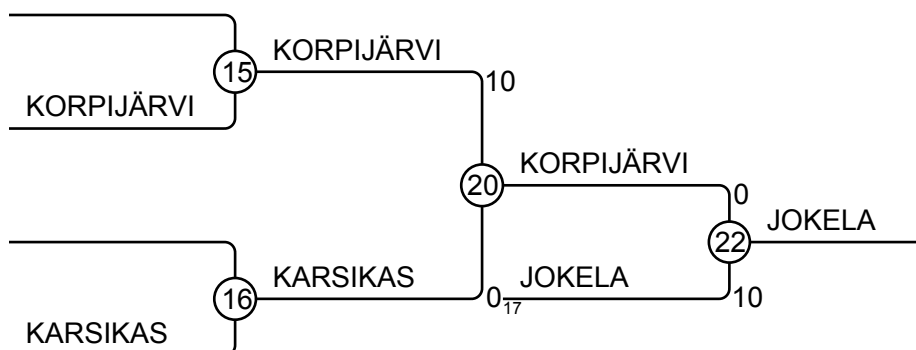 KORPIJÄRVI
15
10
KORPIJÄRVI
KORPIJÄRVI
20
0
JOKELA
22
KARSIKAS
JOKELA
16
0
17
10
KARSIKAS